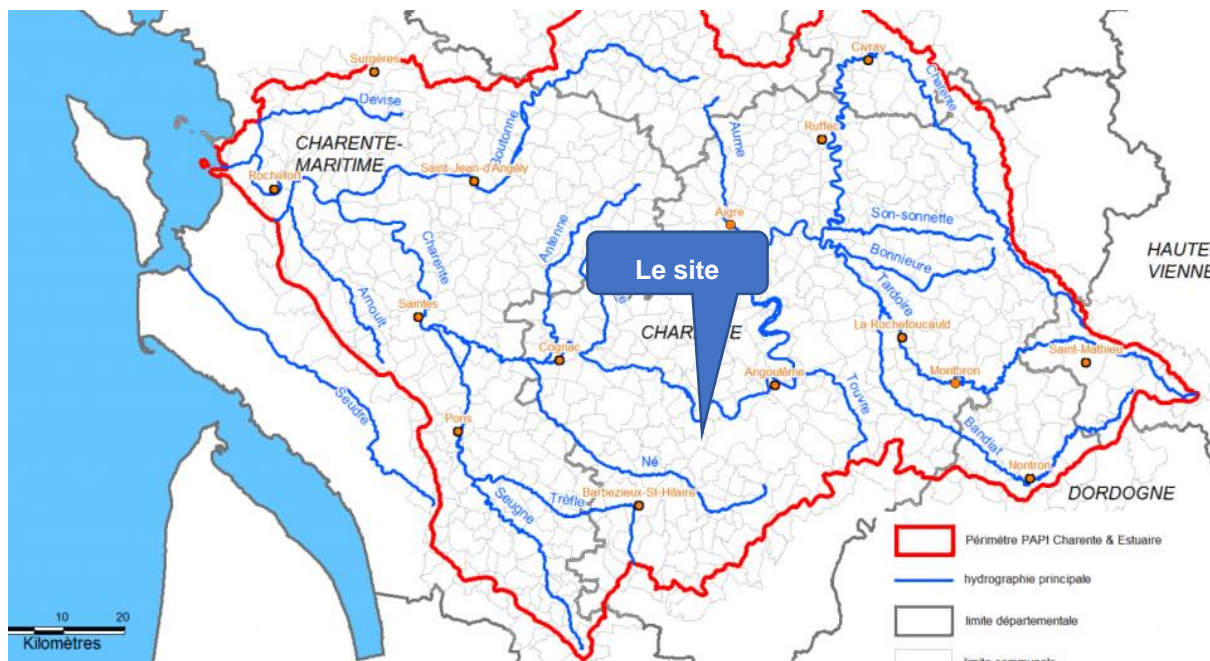 Civray
Surgères
Charente
Devise
Boutonne
Aume
Ruffec
CHARENTE-
MARITIME
Saint-Jean-d'Angély
Rochefort
Antenne
Aigre
Son-sonnette
Bonnieure
HAUTE
VIENNE
Charente
Le site
Tardoire
Arnoult
Saintes
La Rochefoucauld
Cognac
Saint-Mathieu
Angoulême
Montbron
Touvre
Seudre
Pons
Bandiat
Né
Nontron
Barbezieux-St-Hilaire
Trèfle
Seugne
DORDOGNE
Périmètre PAPI Charente & Estuaire
hydrographie principale
10 20
Kilomètres
limite départementale